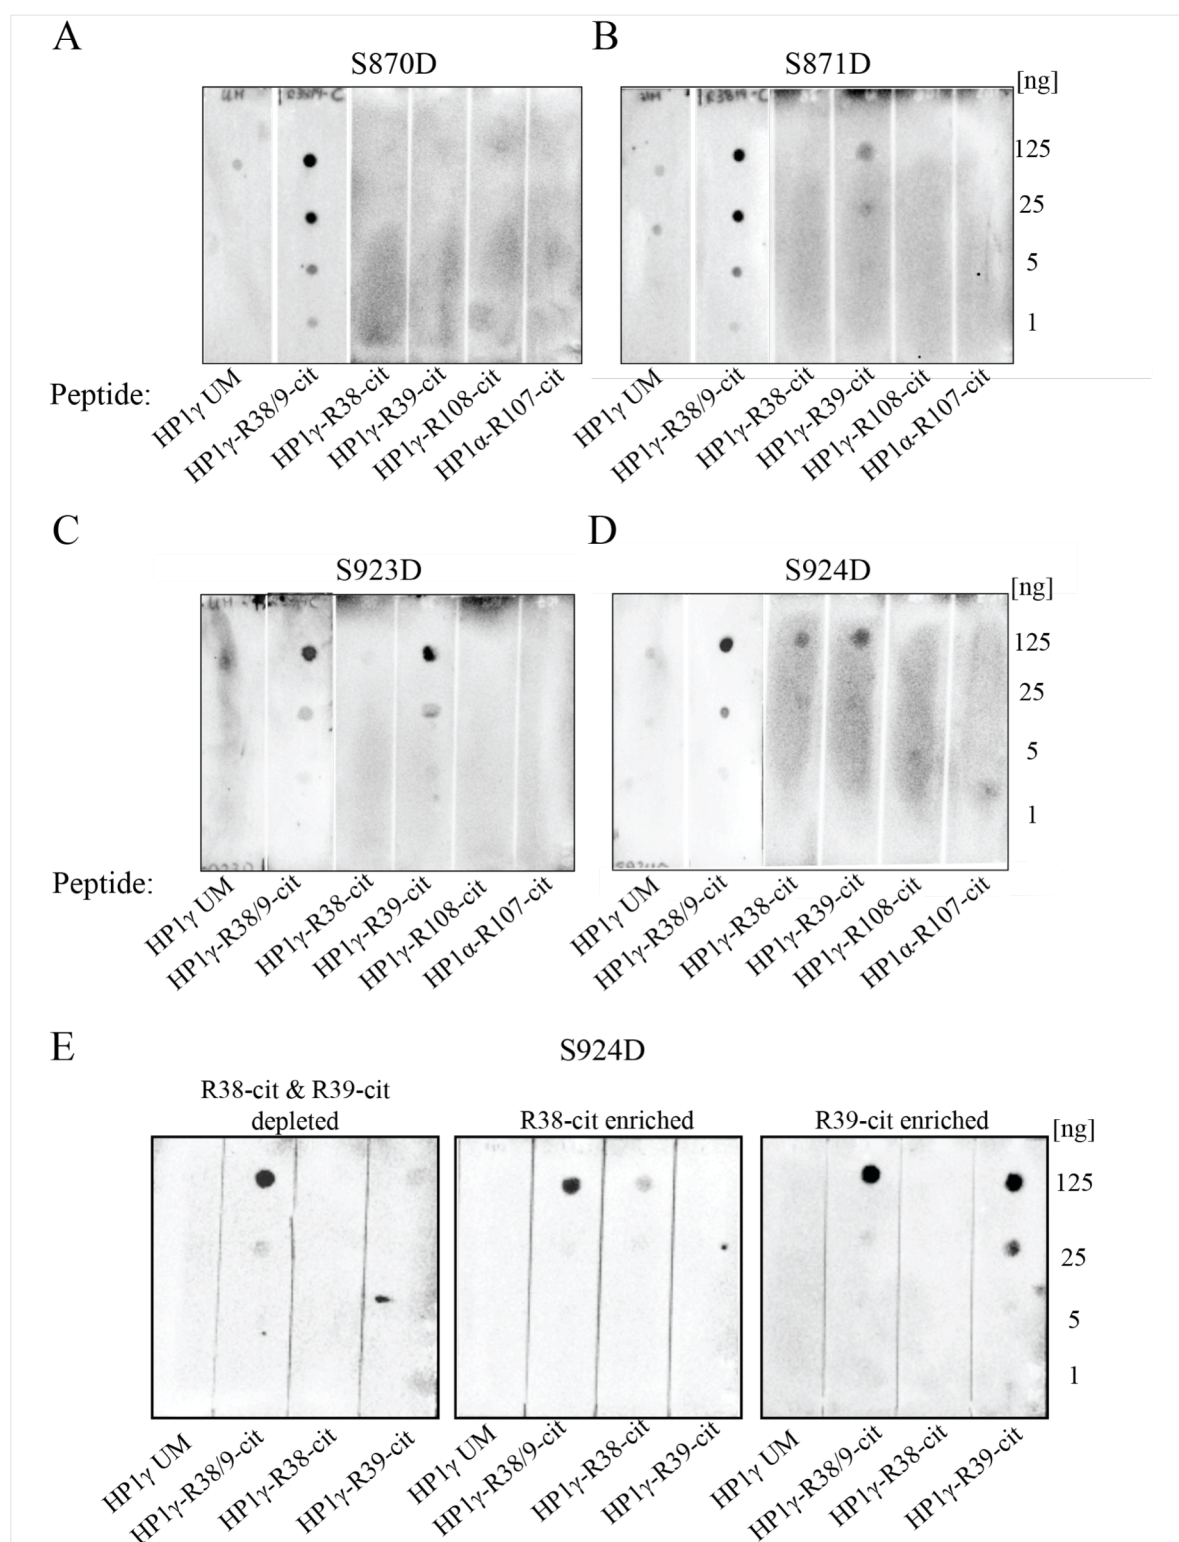 A
B
S870D
S871D
[ng]
UM
R38/9-C
125
25
5
1
Peptide:
HP1γ UM
HP1γ-R38/9-cit
HP1γ-R38-cit
HP1γ-R39-cit
HP1γ-R108-cit
HP1α-R107-cit
HP1γ UM
HP1γ-R38/9-cit
HP1γ-R38-cit
HP1γ-R39-cit
HP1γ-R108-cit
HP1α-R107-cit
C
D
S923D
S924D
[ng]
125
25
5
1
Peptide:
HP1γ UM
HP1γ-R38/9-cit
HP1γ-R38-cit
HP1γ-R39-cit
HP1γ-R108-cit
HP1α-R107-cit
HP1γ UM
HP1γ-R38/9-cit
HP1γ-R38-cit
HP1γ-R39-cit
HP1γ-R108-cit
HP1α-R107-cit
E
S924D
R38-cit & R39-cit
depleted
R38-cit enriched
R39-cit enriched
[ng]
125
25
5
1
HP1γ UM
HP1γ-R38/9-cit
HP1γ-R38-cit
HP1γ-R39-cit
HP1γ UM
HP1γ-R38/9-cit
HP1γ-R38-cit
HP1γ-R39-cit
HP1γ UM
HP1γ-R38/9-cit
HP1γ-R38-cit
HP1γ-R39-cit